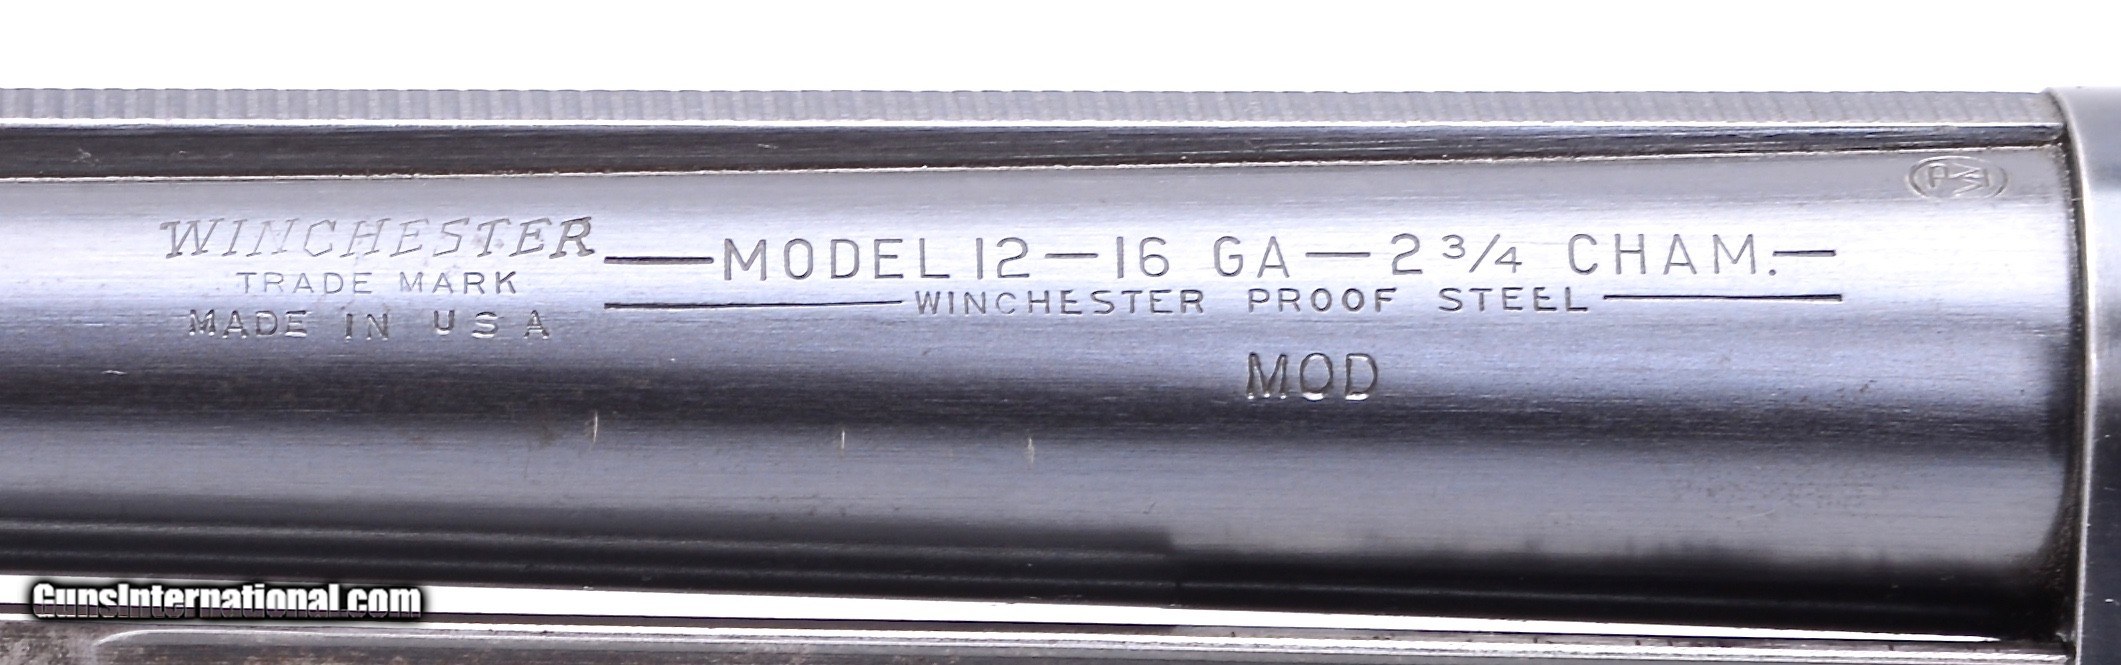 WINCHESTER
TRADE MARK
MADE IN U S A
—MODEL 12—16 GA—2 3/4 CHAM.—
—WINCHESTER PROOF STEEL—
MOD
GunsInternational.com